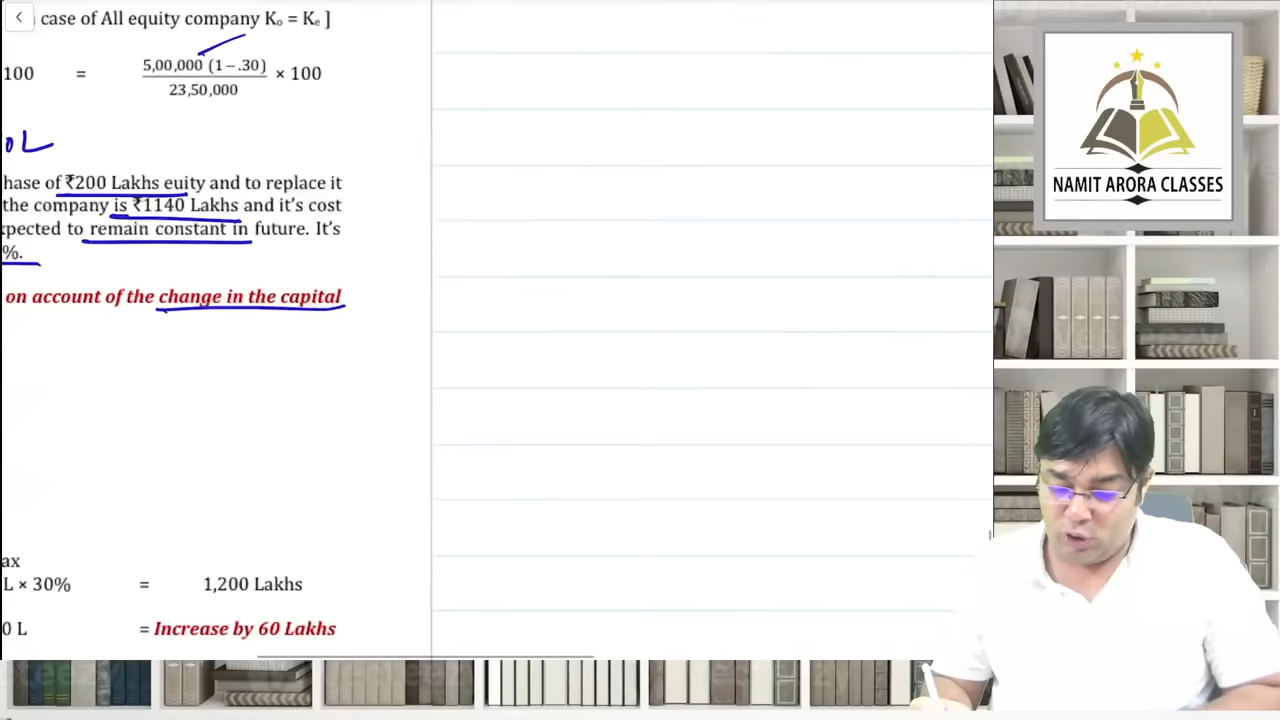 case of All equity company Kₒ = Kₑ ]
100 = 5,00,000 (1 – .30) / 23,50,000 × 100
OL
hase of ₹200 Lakhs euity and to replace it
the company is ₹1140 Lakhs and it's cost
pected to remain constant in future. It's
%.
on account of the change in the capital
ax
L × 30% = 1,200 Lakhs
0 L = Increase by 60 Lakhs
NAMIT ARORA CLASSES